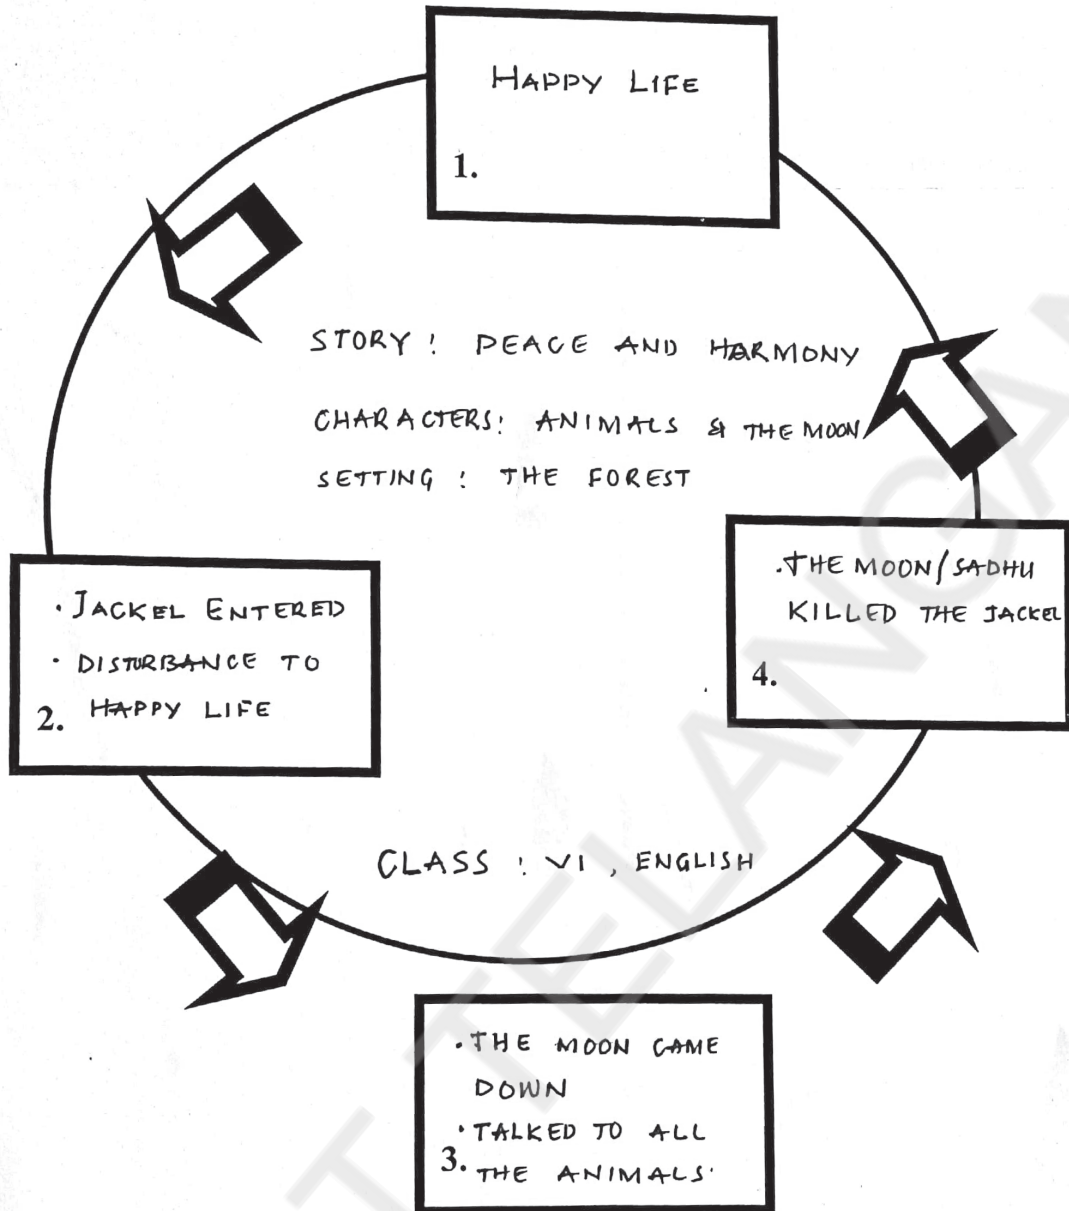 HAPPY LIFE
1.
STORY : PEACE AND HARMONY
CHARACTERS : ANIMALS & THE MOON
SETTING : THE FOREST
· JACKEL ENTERED
· DISTURBANCE TO
2. HAPPY LIFE
· THE MOON/SADHU
KILLED THE JACKEL
4.
CLASS : VI , ENGLISH
· THE MOON CAME
DOWN
· TALKED TO ALL
3. THE ANIMALS.
TELANGAN